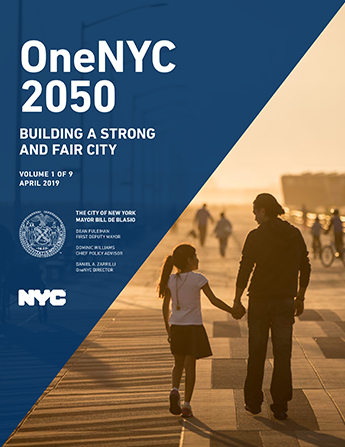 OneNYC
2050
BUILDING A STRONG
AND FAIR CITY
VOLUME 1 OF 9
APRIL 2019
THE CITY OF NEW YORK
MAYOR BILL DE BLASIO
DEAN FULEIHAN
FIRST DEPUTY MAYOR
DOMINIC WILLIAMS
CHIEF POLICY ADVISOR
DANIEL A. ZARRILLI
OneNYC DIRECTOR
NYC